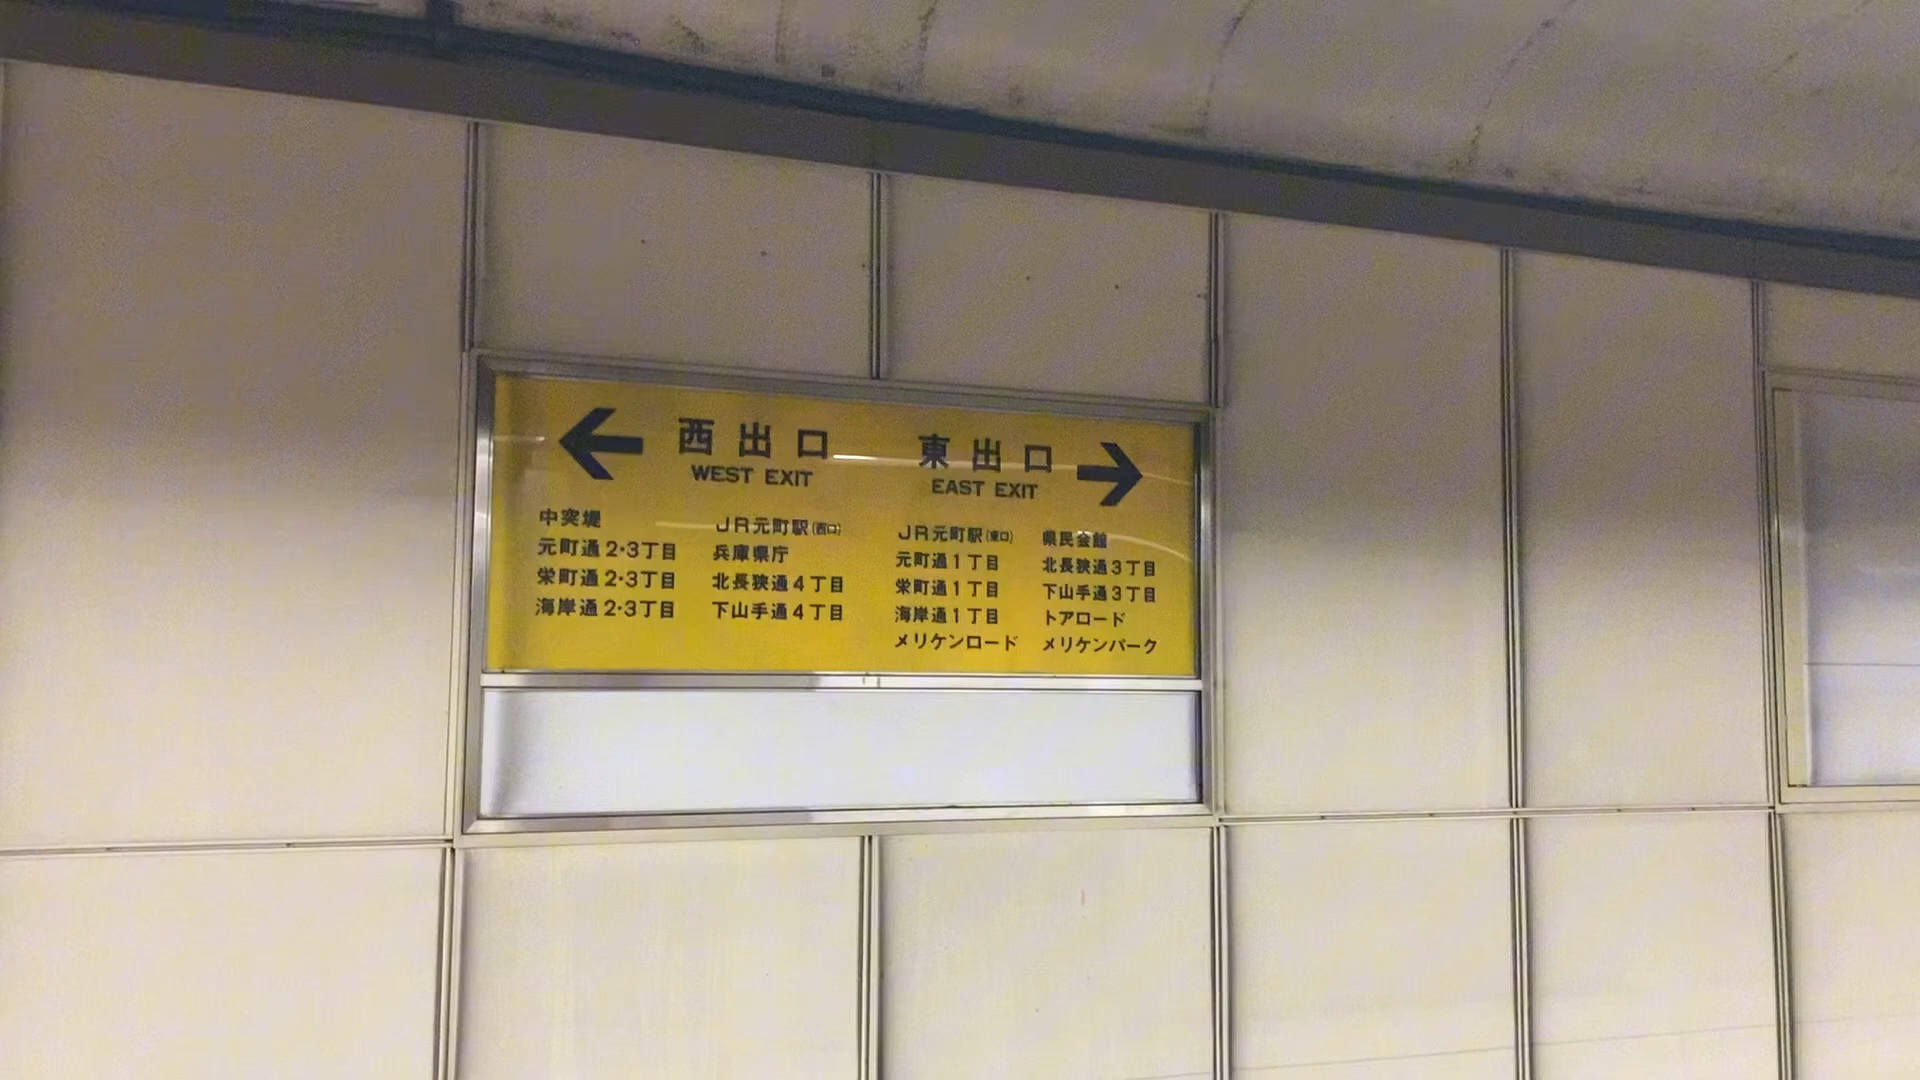 西出口
WEST EXIT
中突堤
元町通2・3丁目
栄町通2・3丁目
海岸通2・3丁目
JR元町駅(西口)
兵庫県庁
北長狭通4丁目
下山手通4丁目
東出口
EAST EXIT
JR元町駅(東口)
元町通1丁目
栄町通1丁目
海岸通1丁目
メリケンロード
県民会館
北長狭通3丁目
下山手通3丁目
トアロード
メリケンパーク